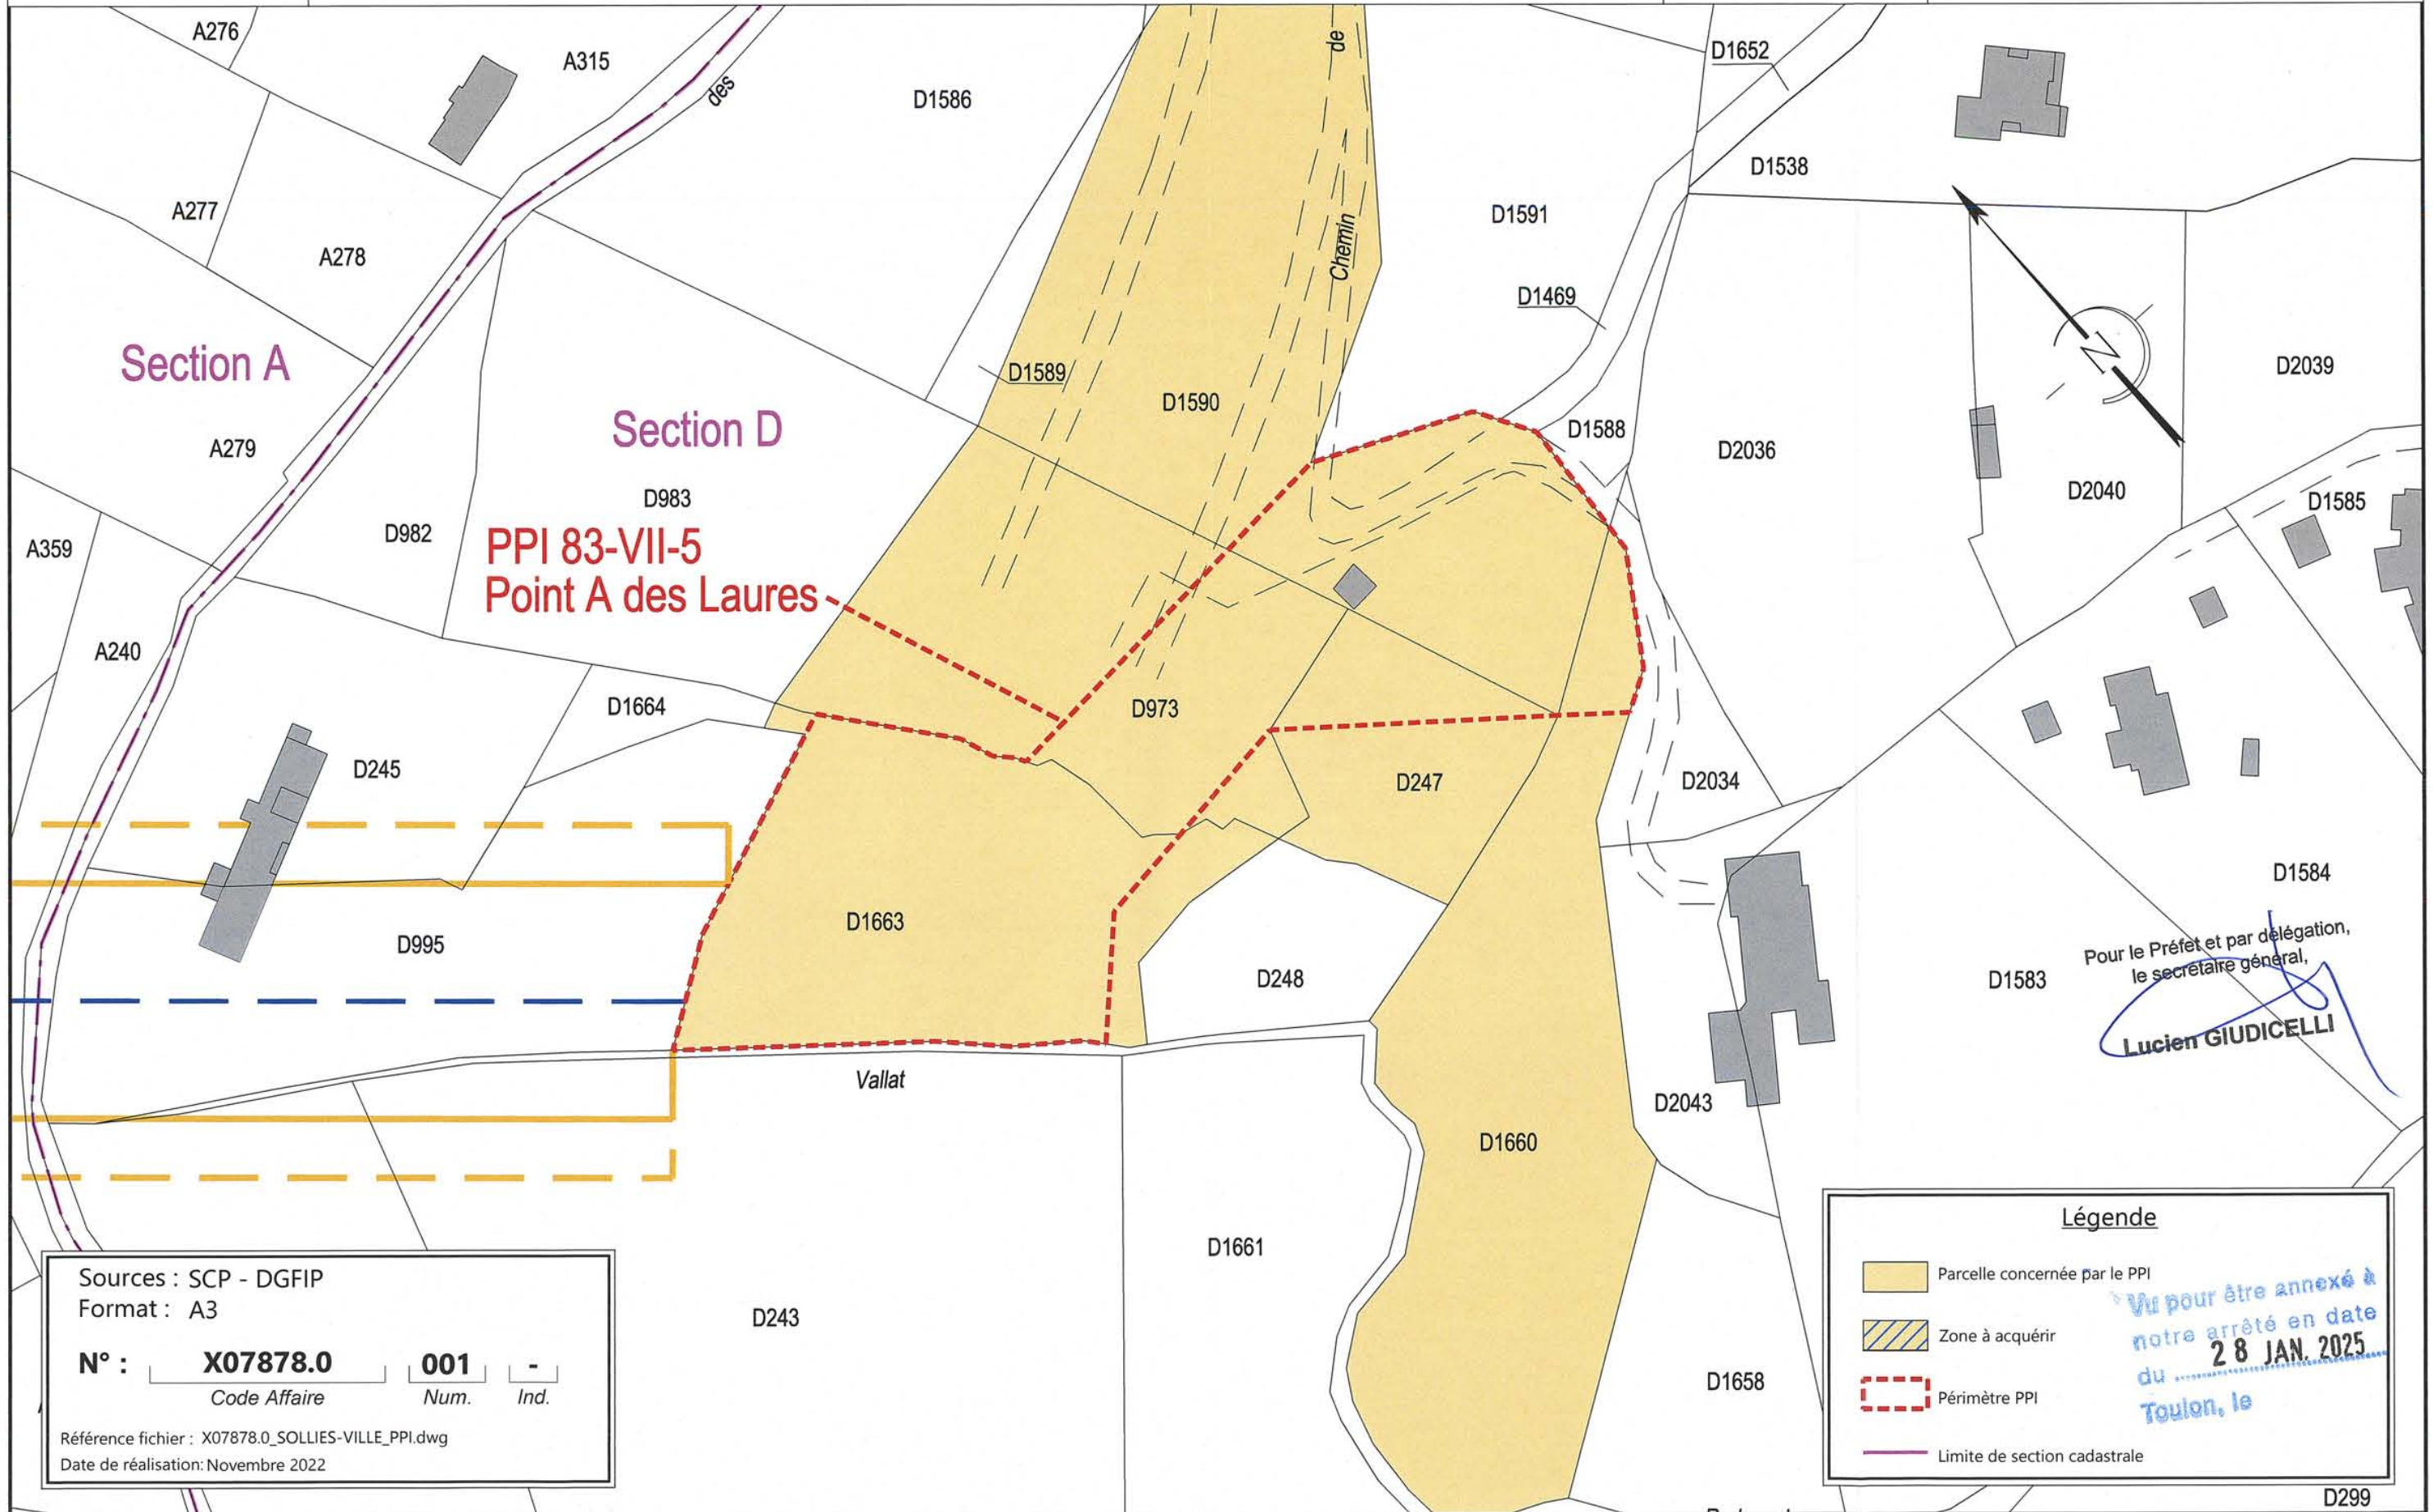 A276
A315
des
D1586
de
D1652
D1538
A277
A278
D1591
Chemin
D1469
Section A
D1589
D1590
D2039
Section D
A279
D1588
D2036
D983
D982
D2040
D1585
A359
PPI 83-VII-5
Point A des Laures
A240
D1664
D973
D245
D247
D2034
D1663
D1584
D995
D248
D1583
Pour le Préfet et par délégation,
le secrétaire général,
Lucien GIUDICELLI
Vallat
D2043
D1660
D1661
D243
D1658
D299
Sources : SCP - DGFIP
Format : A3
N° : X07878.0 001 -
Code Affaire Num. Ind.
Référence fichier : X07878.0_SOLLIES-VILLE_PPI.dwg
Date de réalisation: Novembre 2022
Légende
Parcelle concernée par le PPI
Zone à acquérir
Périmètre PPI
Limite de section cadastrale
Vu pour être annexé à
notre arrêté en date
du 28 JAN. 2025
Toulon, le